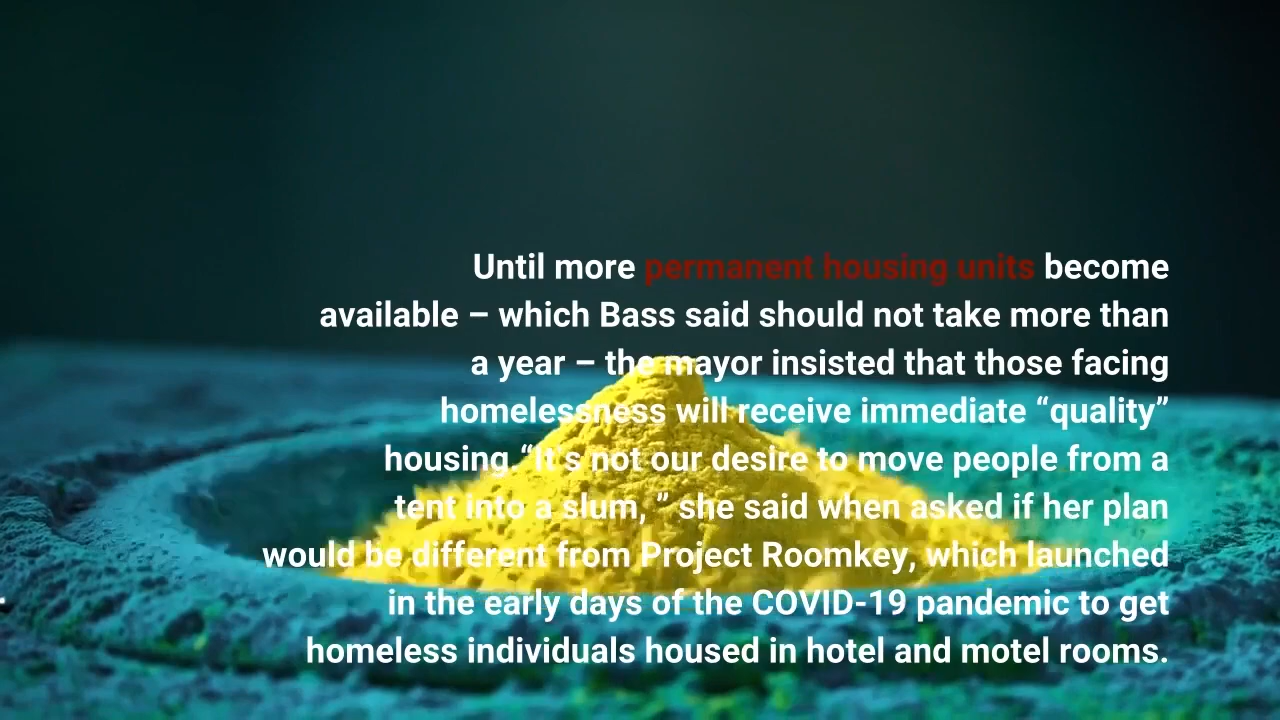 Until more permanent housing units become
available – which Bass said should not take more than
a year – the mayor insisted that those facing
homelessness will receive immediate “quality”
housing.“It's not our desire to move people from a
tent into a slum, ” she said when asked if her plan
would be different from Project Roomkey, which launched
in the early days of the COVID-19 pandemic to get
homeless individuals housed in hotel and motel rooms.